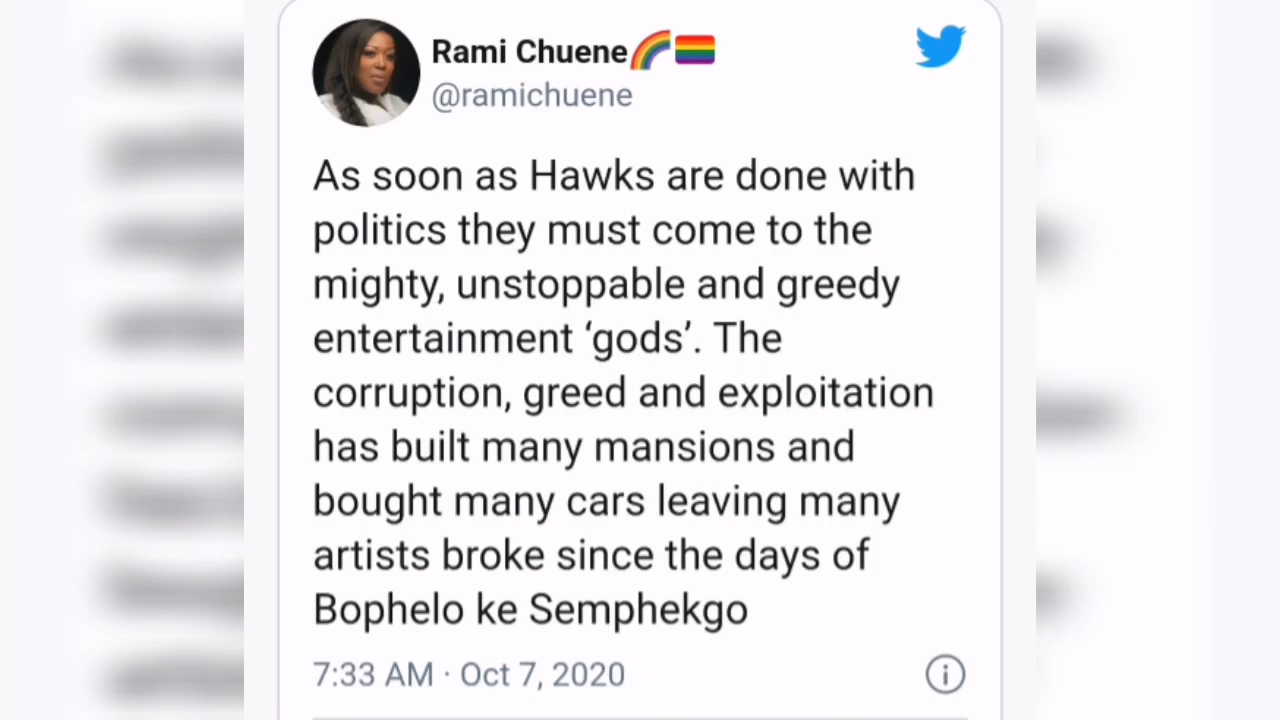 Rami Chuene🌈🏳️‍🌈
@ramichuene
As soon as Hawks are done with
politics they must come to the
mighty, unstoppable and greedy
entertainment ‘gods’. The
corruption, greed and exploitation
has built many mansions and
bought many cars leaving many
artists broke since the days of
Bophelo ke Semphekgo
7:33 AM · Oct 7, 2020